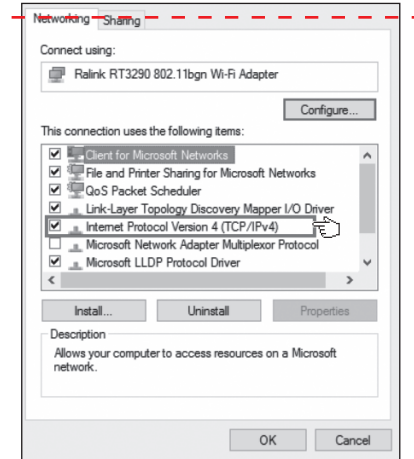 Networking Sharing
Connect using:
Ralink RT3290 802.11bgn Wi-Fi Adapter
Configure...
This connection uses the following items:
Client for Microsoft Networks
File and Printer Sharing for Microsoft Networks
QoS Packet Scheduler
Link-Layer Topology Discovery Mapper I/O Driver
Internet Protocol Version 4 (TCP/IPv4)
Microsoft Network Adapter Multiplexor Protocol
Microsoft LLDP Protocol Driver
Install... Uninstall Properties
Description
Allows your computer to access resources on a Microsoft
network.
OK Cancel